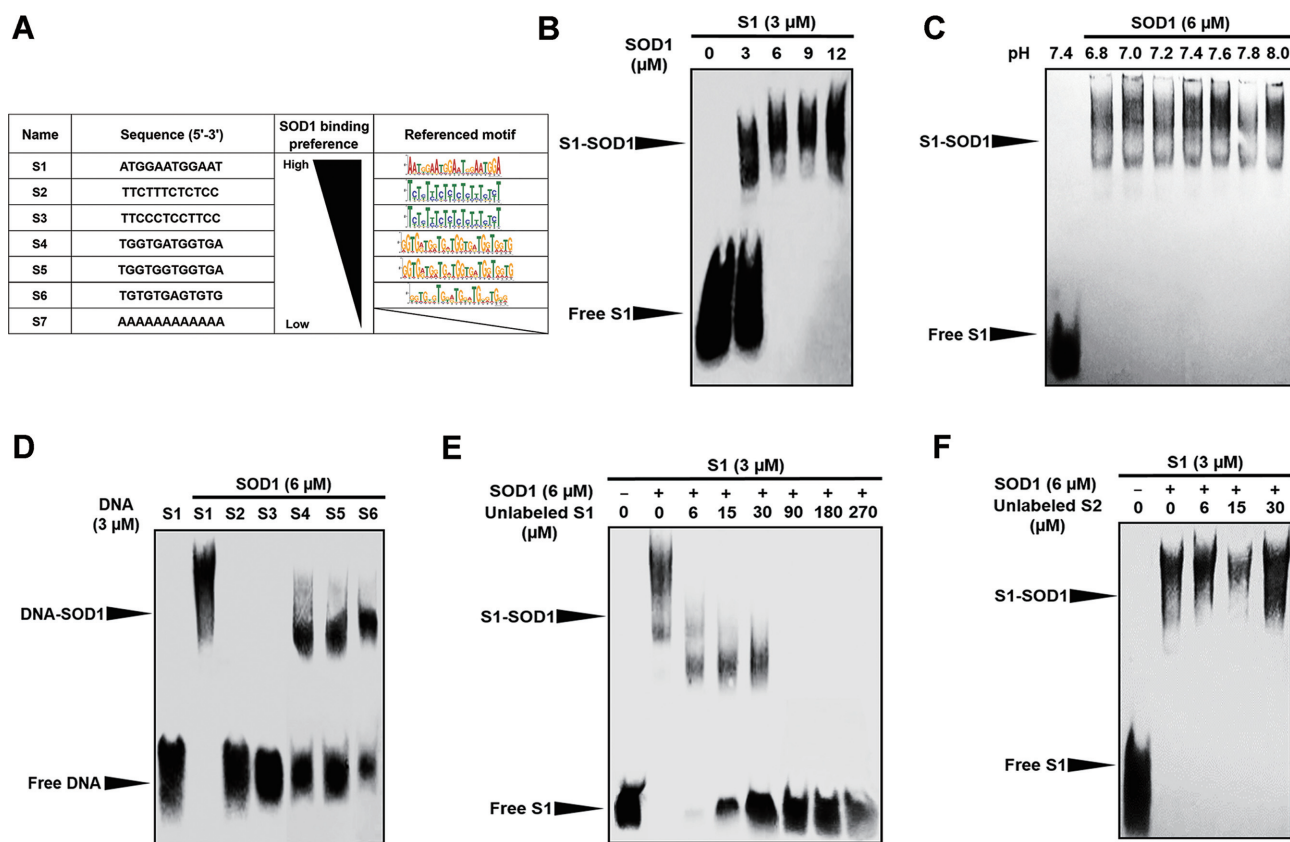 A
Name Sequence (5'-3') SOD1 binding preference Referenced motif
S1 ATGGAATGGAAT High
S2 TTCTTTCTCTCC
S3 TTCCCTCCTTCC
S4 TGGTGATGGTGA
S5 TGGTGGTGGTGA
S6 TGTGTGAGTGTG
S7 AAAAAAAAAAAA Low
B
S1 (3 µM)
SOD1 (µM) 0 3 6 9 12
S1-SOD1
Free S1
C
SOD1 (6 µM)
pH 7.4 6.8 7.0 7.2 7.4 7.6 7.8 8.0
S1-SOD1
Free S1
D
SOD1 (6 µM)
DNA (3 µM) S1 S1 S2 S3 S4 S5 S6
DNA-SOD1
Free DNA
E
S1 (3 µM)
SOD1 (6 µM) – + + + + + + +
Unlabeled S1 (µM) 0 0 6 15 30 90 180 270
S1-SOD1
Free S1
F
S1 (3 µM)
SOD1 (6 µM) – + + + +
Unlabeled S2 (µM) 0 0 6 15 30
S1-SOD1
Free S1